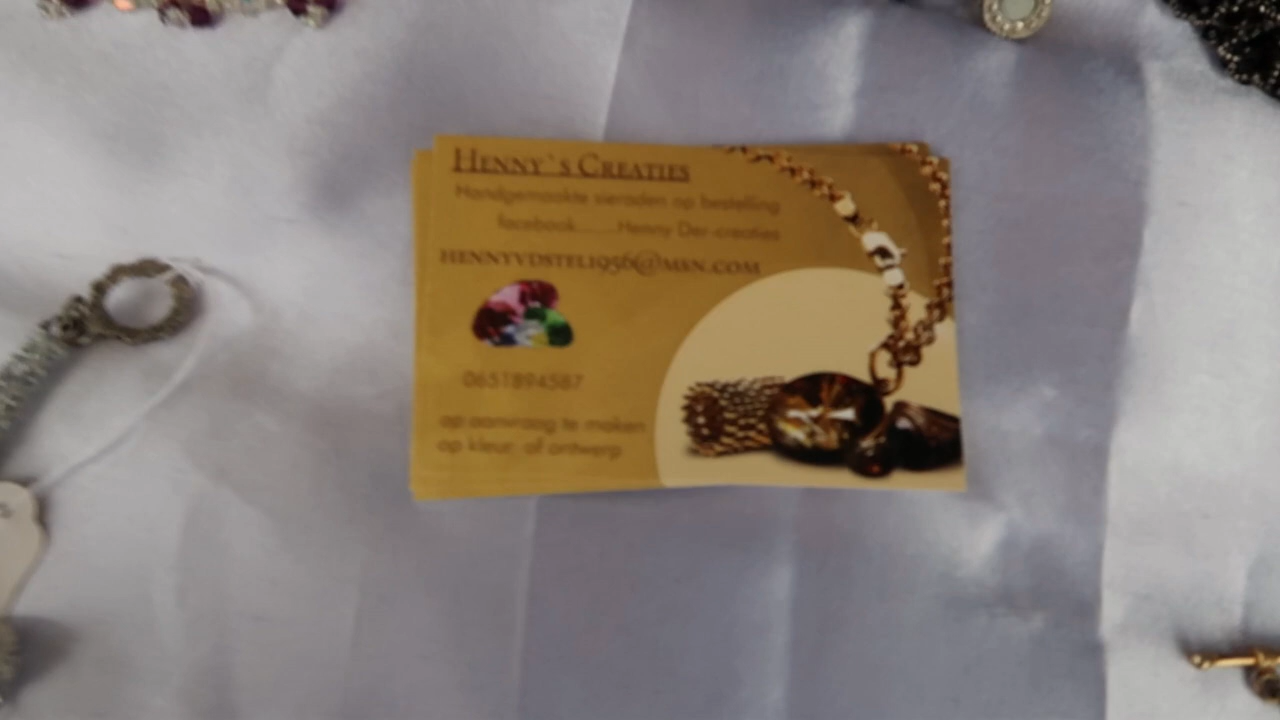 HENNY`S CREATIES
Handgemaakte sieraden op bestelling
facebook......Henny Der-creaties
HENNYVDSTEL1956@MSN.COM
0651894587
op aanvraag te maken
op kleur of ontwerp